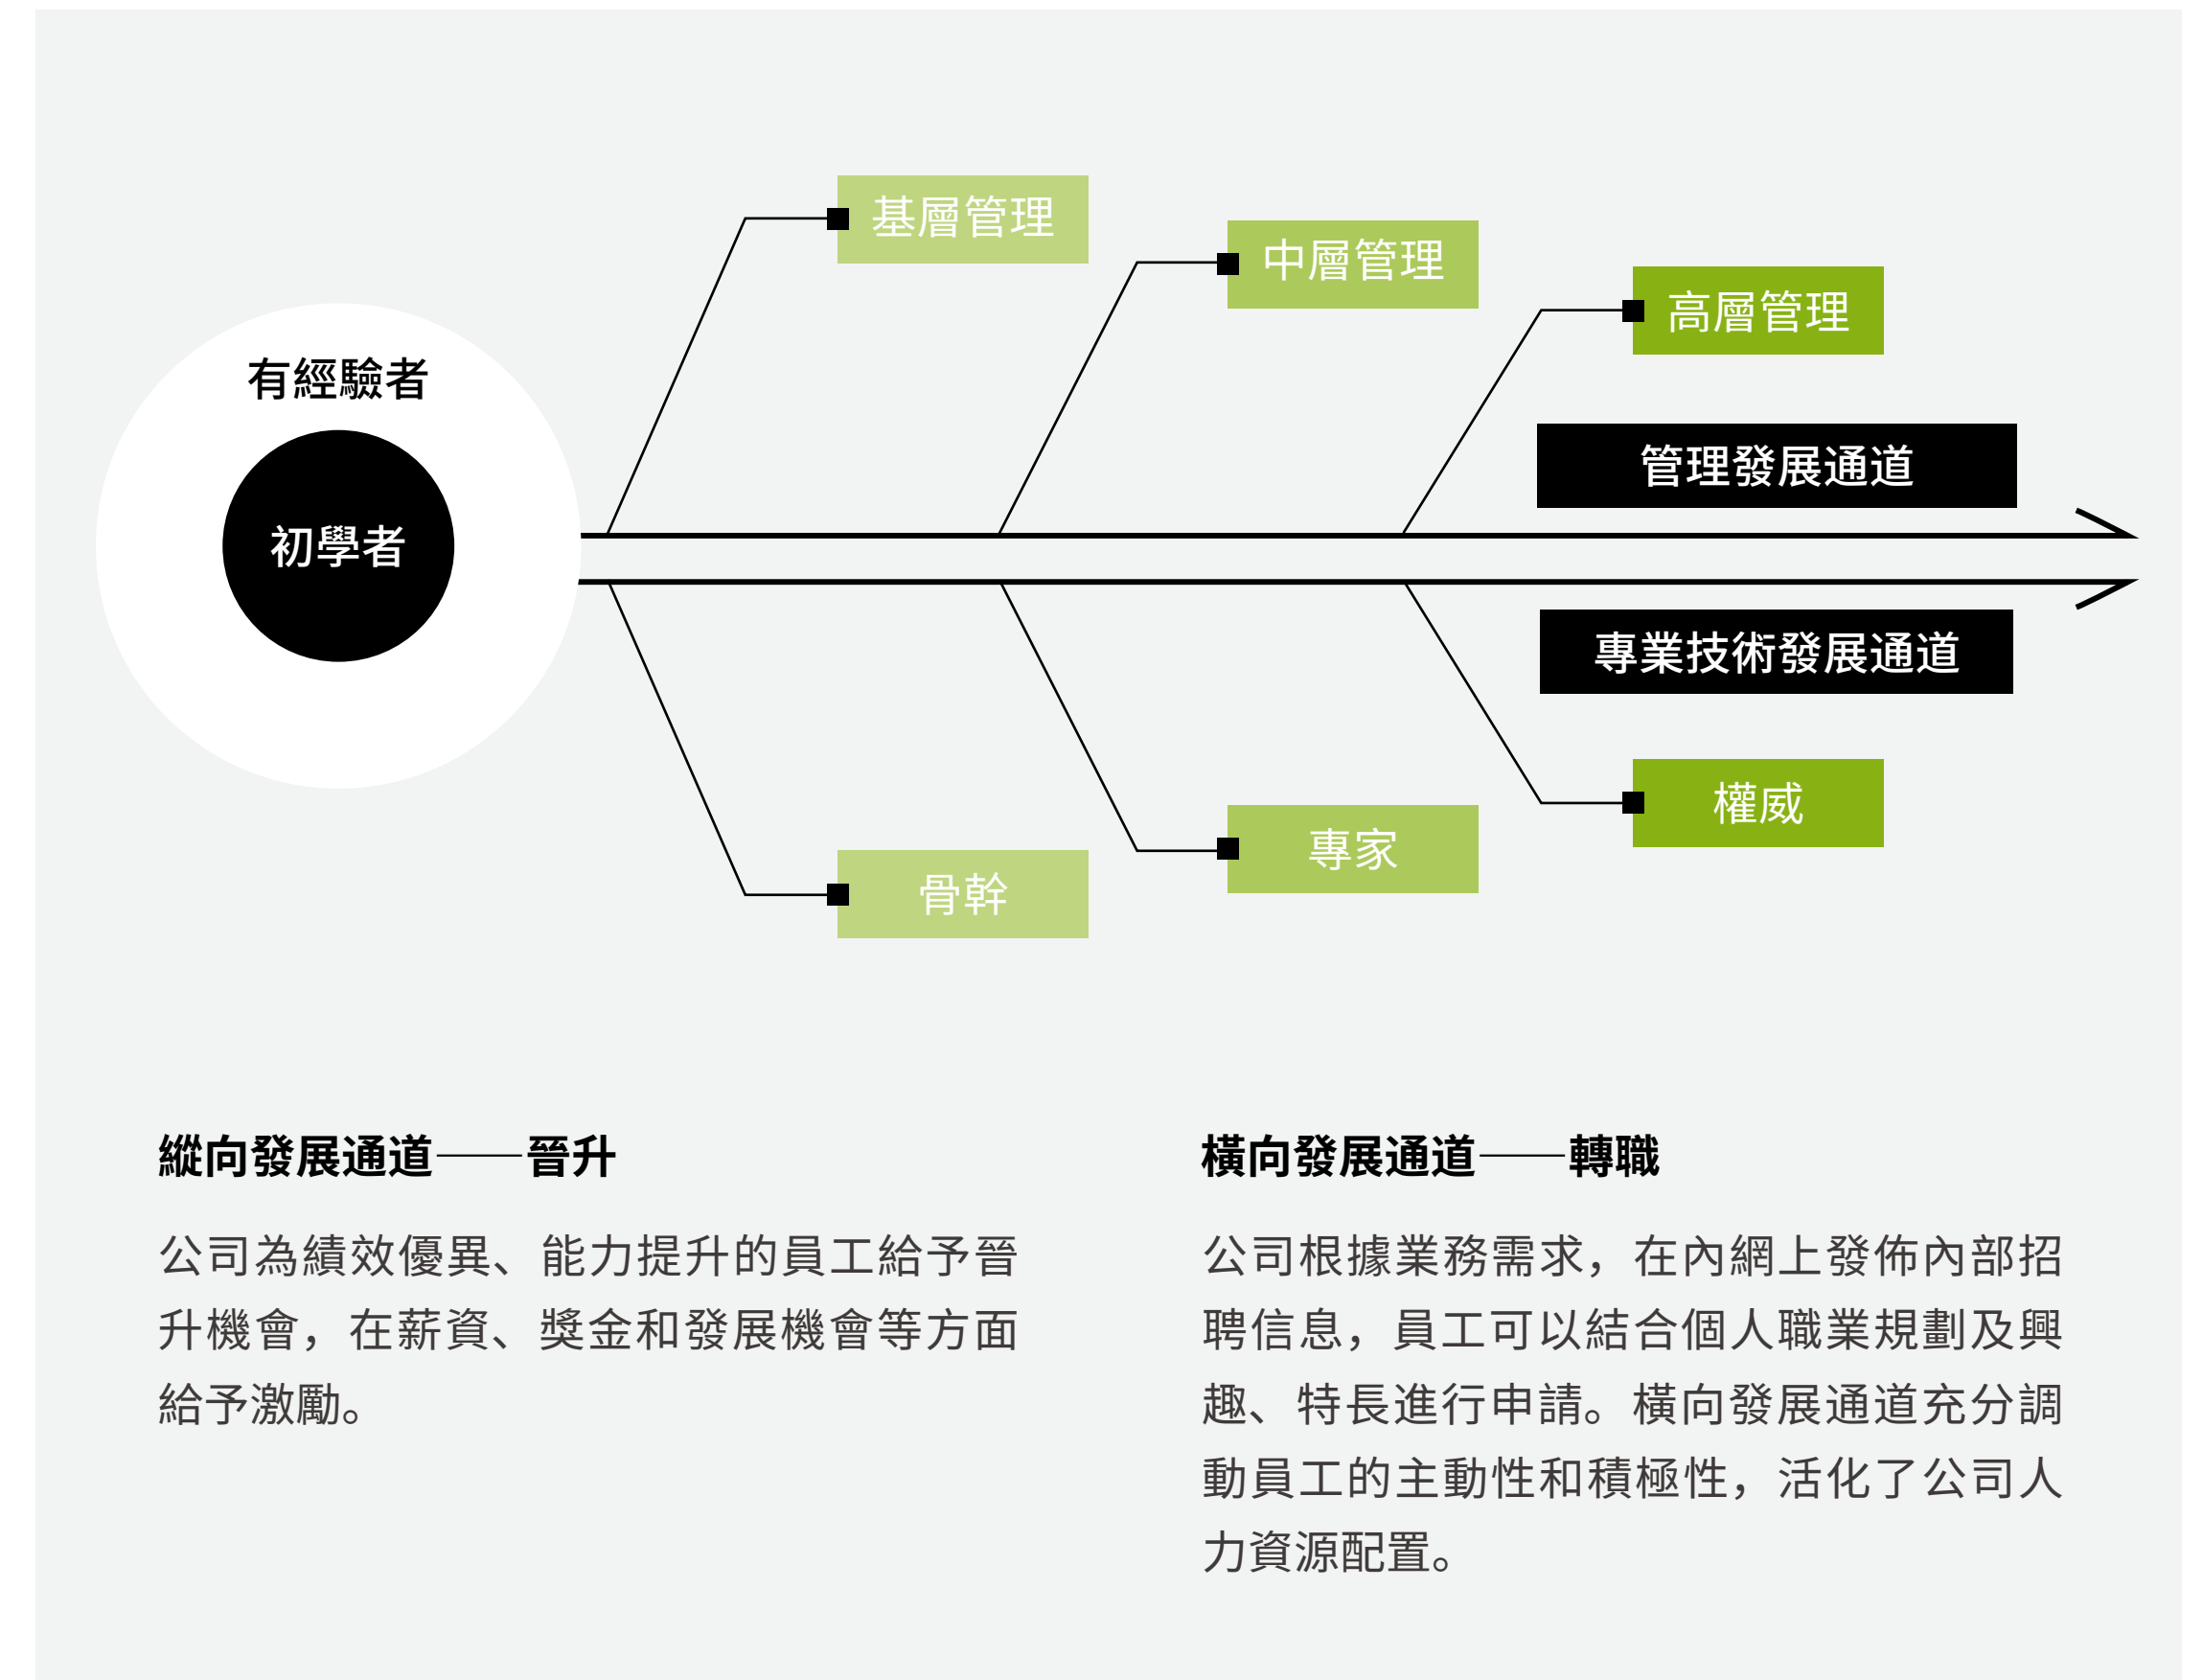 基層管理
中層管理
高層管理
有經驗者
管理發展通道
初學者
專業技術發展通道
權威
專家
骨幹
縱向發展通道——晉升
公司為績效優異、能力提升的員工給予晉
升機會，在薪資、獎金和發展機會等方面
給予激勵。
橫向發展通道——轉職
公司根據業務需求，在內網上發佈內部招
聘信息，員工可以結合個人職業規劃及興
趣、特長進行申請。橫向發展通道充分調
動員工的主動性和積極性，活化了公司人
力資源配置。